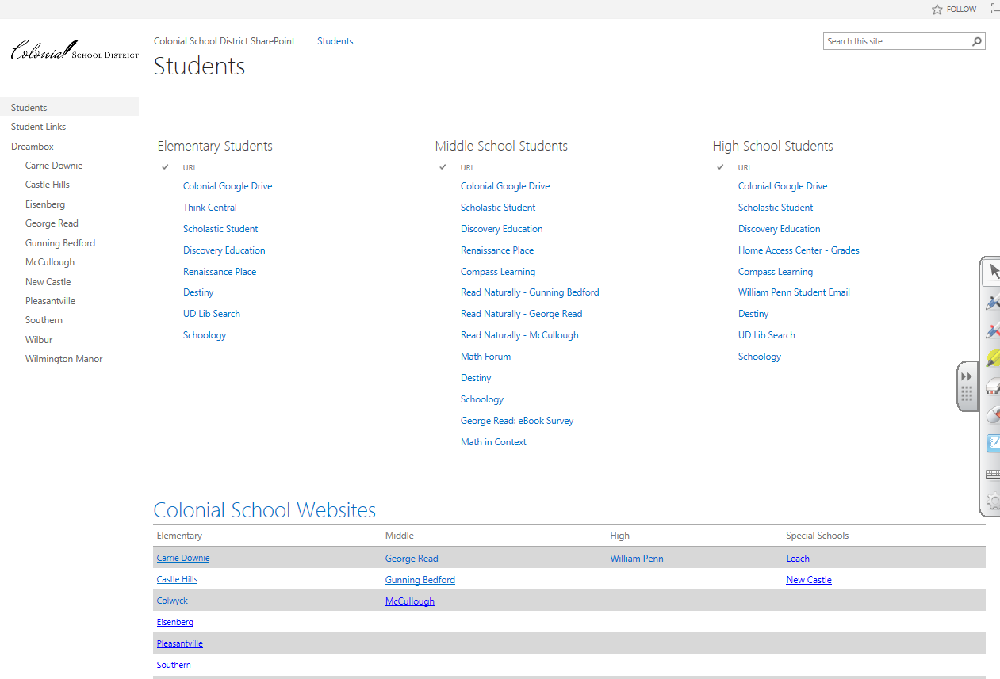 FOLLOW
Colonial School District
Colonial School District SharePoint Students
Search this site
Students
Students
Student Links
Dreambox
Carrie Downie
Castle Hills
Eisenberg
George Read
Gunning Bedford
McCullough
New Castle
Pleasantville
Southern
Wilbur
Wilmington Manor
Elementary Students
URL
Colonial Google Drive
Think Central
Scholastic Student
Discovery Education
Renaissance Place
Destiny
UD Lib Search
Schoology
Middle School Students
URL
Colonial Google Drive
Scholastic Student
Discovery Education
Renaissance Place
Compass Learning
Read Naturally - Gunning Bedford
Read Naturally - George Read
Read Naturally - McCullough
Math Forum
Destiny
Schoology
George Read: eBook Survey
Math in Context
High School Students
URL
Colonial Google Drive
Scholastic Student
Discovery Education
Home Access Center - Grades
Compass Learning
William Penn Student Email
Destiny
UD Lib Search
Schoology
Colonial School Websites
Elementary Middle High Special Schools
Carrie Downie George Read William Penn Leach
Castle Hills Gunning Bedford New Castle
Colwyck McCullough
Eisenberg
Pleasantville
Southern